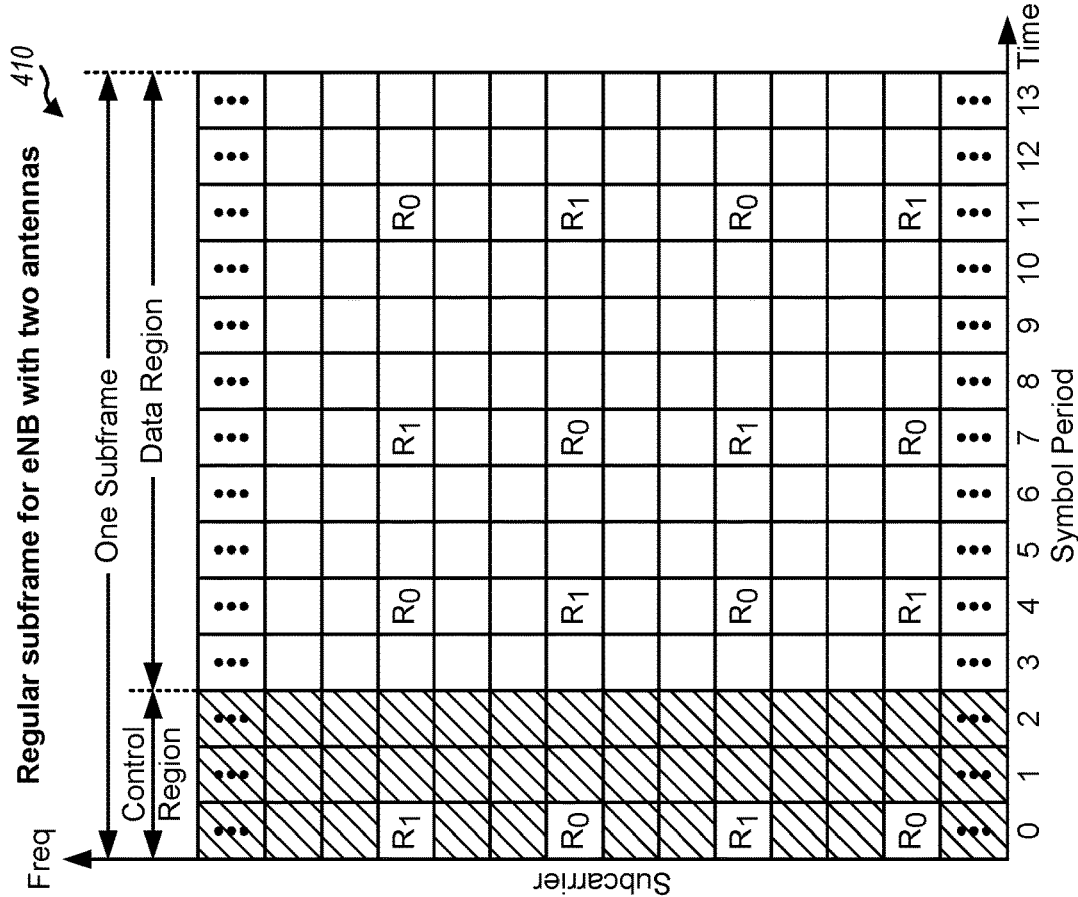 Regular subframe for eNB with two antennas
410
Freq
One Subframe
Control
Region
Data Region
••• ••• ••• ••• ••• ••• ••• ••• ••• ••• ••• ••• ••• •••
R1 R0 R1 R0
R0 R1 R0 R1
R1 R0 R1 R0
R0 R1 R0 R1
••• ••• ••• ••• ••• ••• ••• ••• ••• ••• ••• ••• ••• •••
Subcarrier
0 1 2 3 4 5 6 7 8 9 10 11 12 13 Time
Symbol Period